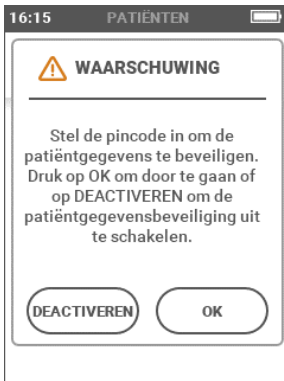 16:15 PATIËNTEN
WAARSCHUWING
Stel de pincode in om de
patiëntgegevens te beveiligen.
Druk op OK om door te gaan of
op DEACTIVEREN om de
patiëntgegevensbeveiliging uit
te schakelen.
DEACTIVEREN OK